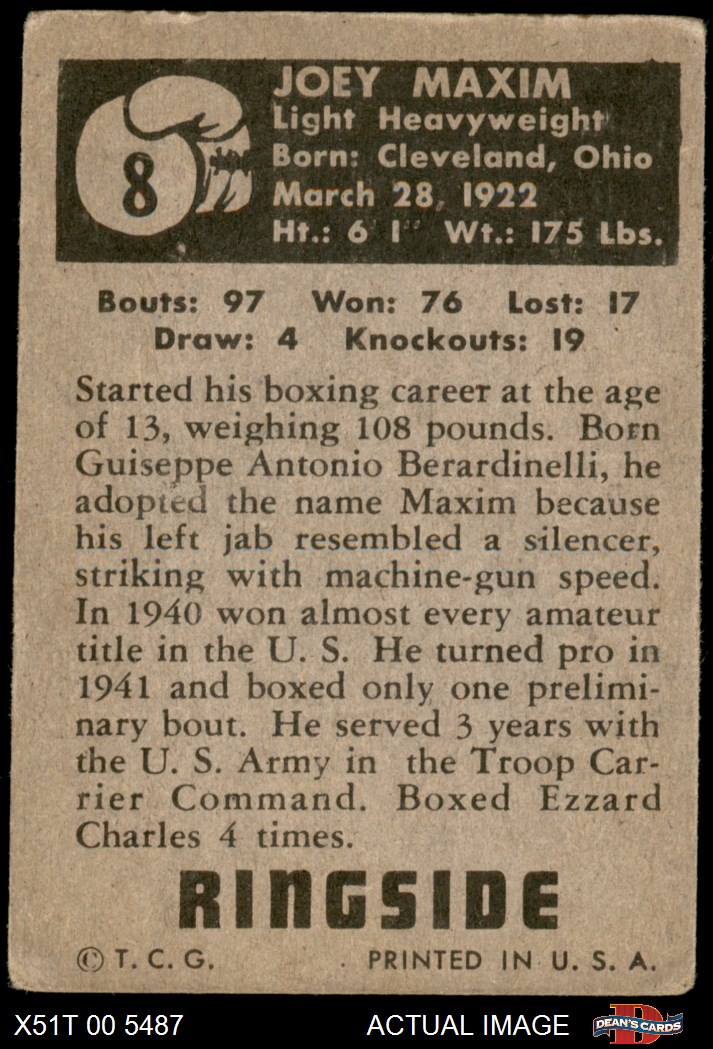 8
JOEY MAXIM
Light Heavyweight
Born: Cleveland, Ohio
March 28, 1922
Ht.: 6' 1" Wt.: 175 Lbs.
Bouts: 97 Won: 76 Lost: 17
Draw: 4 Knockouts: 19
Started his boxing career at the age
of 13, weighing 108 pounds. Born
Guiseppe Antonio Berardinelli, he
adopted the name Maxim because
his left jab resembled a silencer,
striking with machine-gun speed.
In 1940 won almost every amateur
title in the U. S. He turned pro in
1941 and boxed only one prelimi-
nary bout. He served 3 years with
the U. S. Army in the Troop Car-
rier Command. Boxed Ezzard
Charles 4 times.
RINGSIDE
© T. C. G. PRINTED IN U. S. A.
X51T 00 5487 ACTUAL IMAGE D DEAN'S CARDS